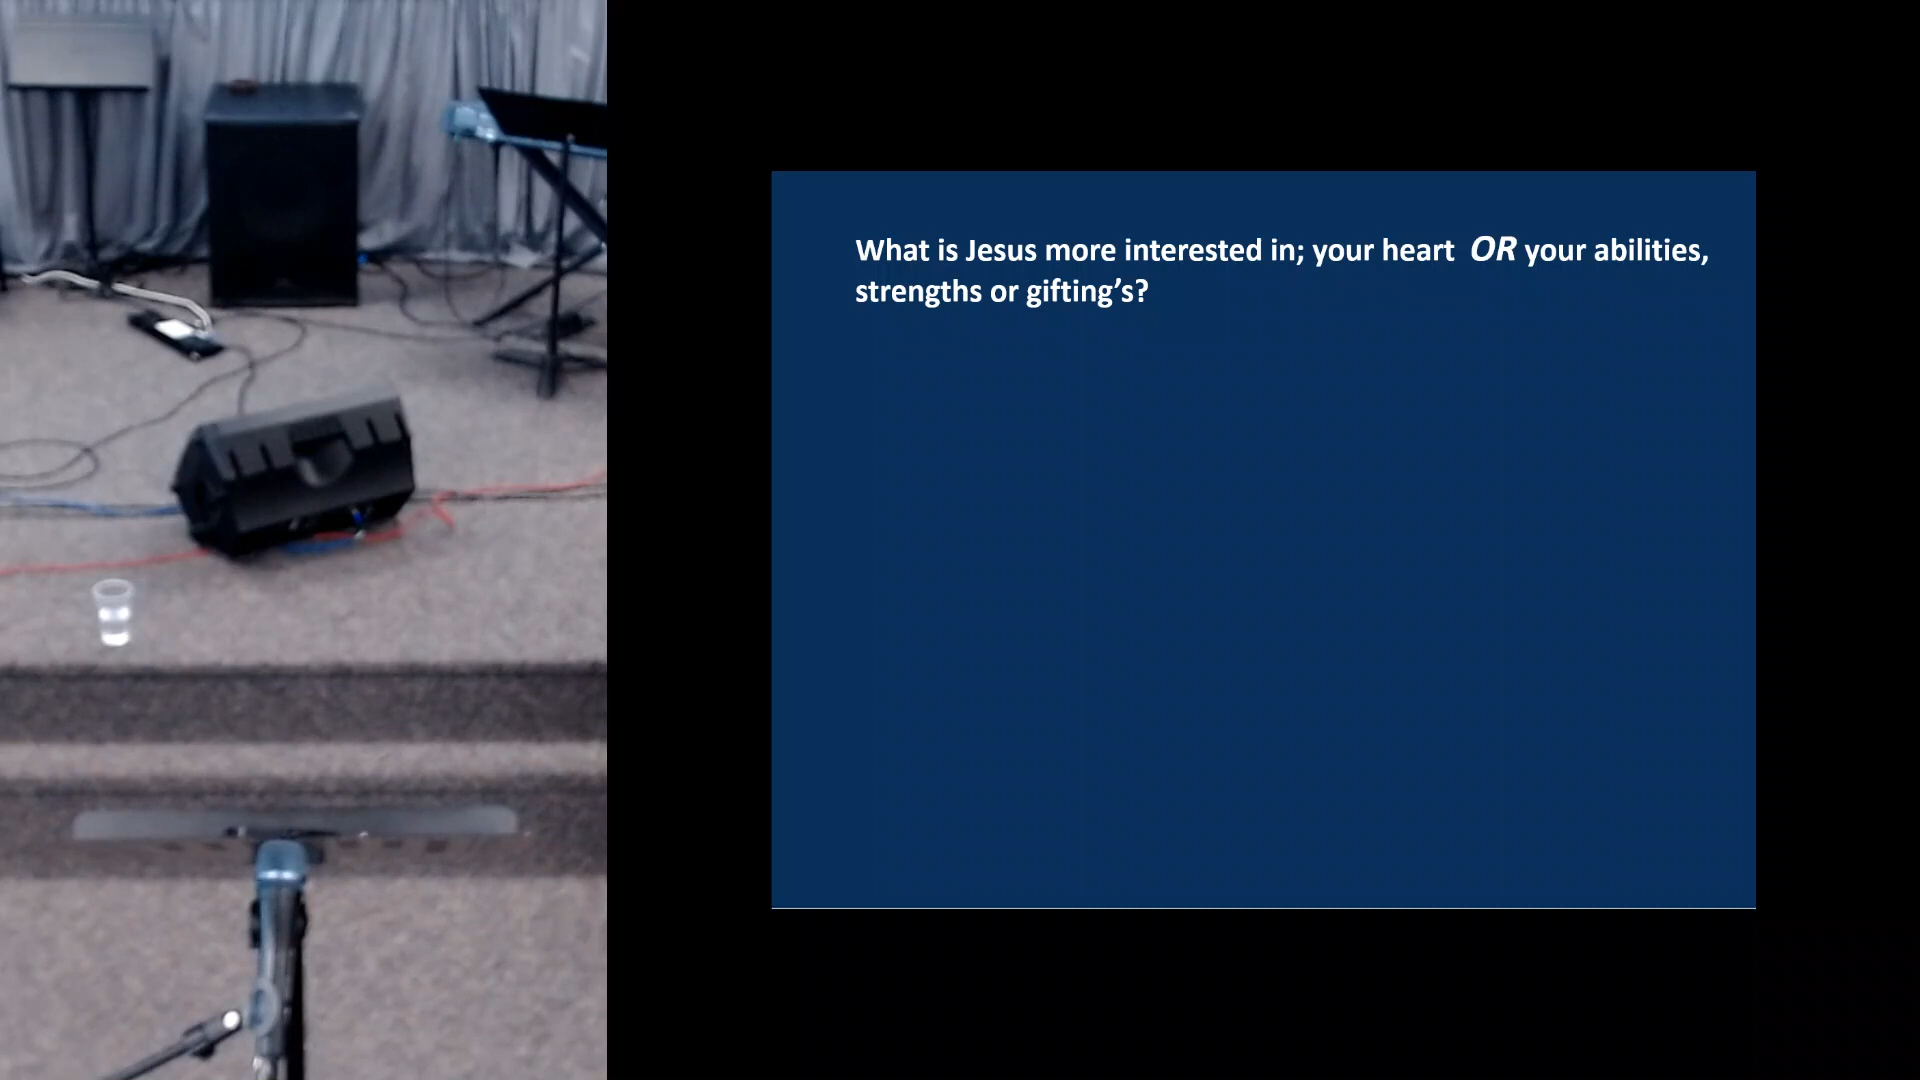 What is Jesus more interested in; your heart OR your abilities,
strengths or gifting's?